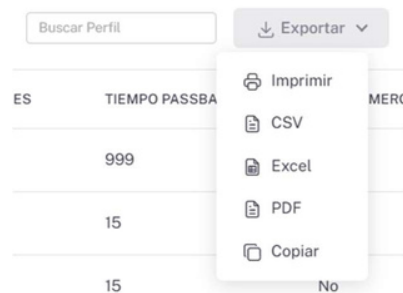 Buscar Perfil
Exportar
Imprimir
ES TIEMPO PASSBA MERC
CSV
999
Excel
PDF
15
Copiar
15 No